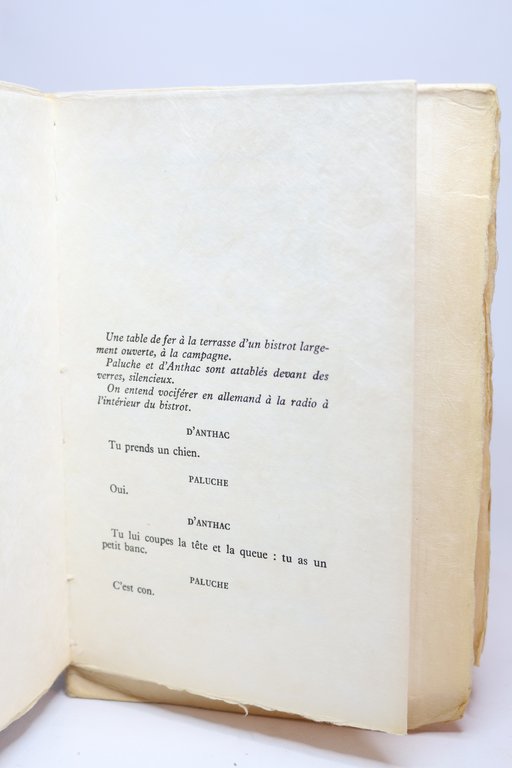 Une table de fer à la terrasse d'un bistrot large-
ment ouverte, à la campagne.
Paluche et d'Anthac sont attablés devant des
verres, silencieux.
On entend vociférer en allemand à la radio à
l'intérieur du bistrot.
D'ANTHAC
Tu prends un chien.
PALUCHE
Oui.
D'ANTHAC
Tu lui coupes la tête et la queue : tu as un
petit banc.
PALUCHE
C'est con.